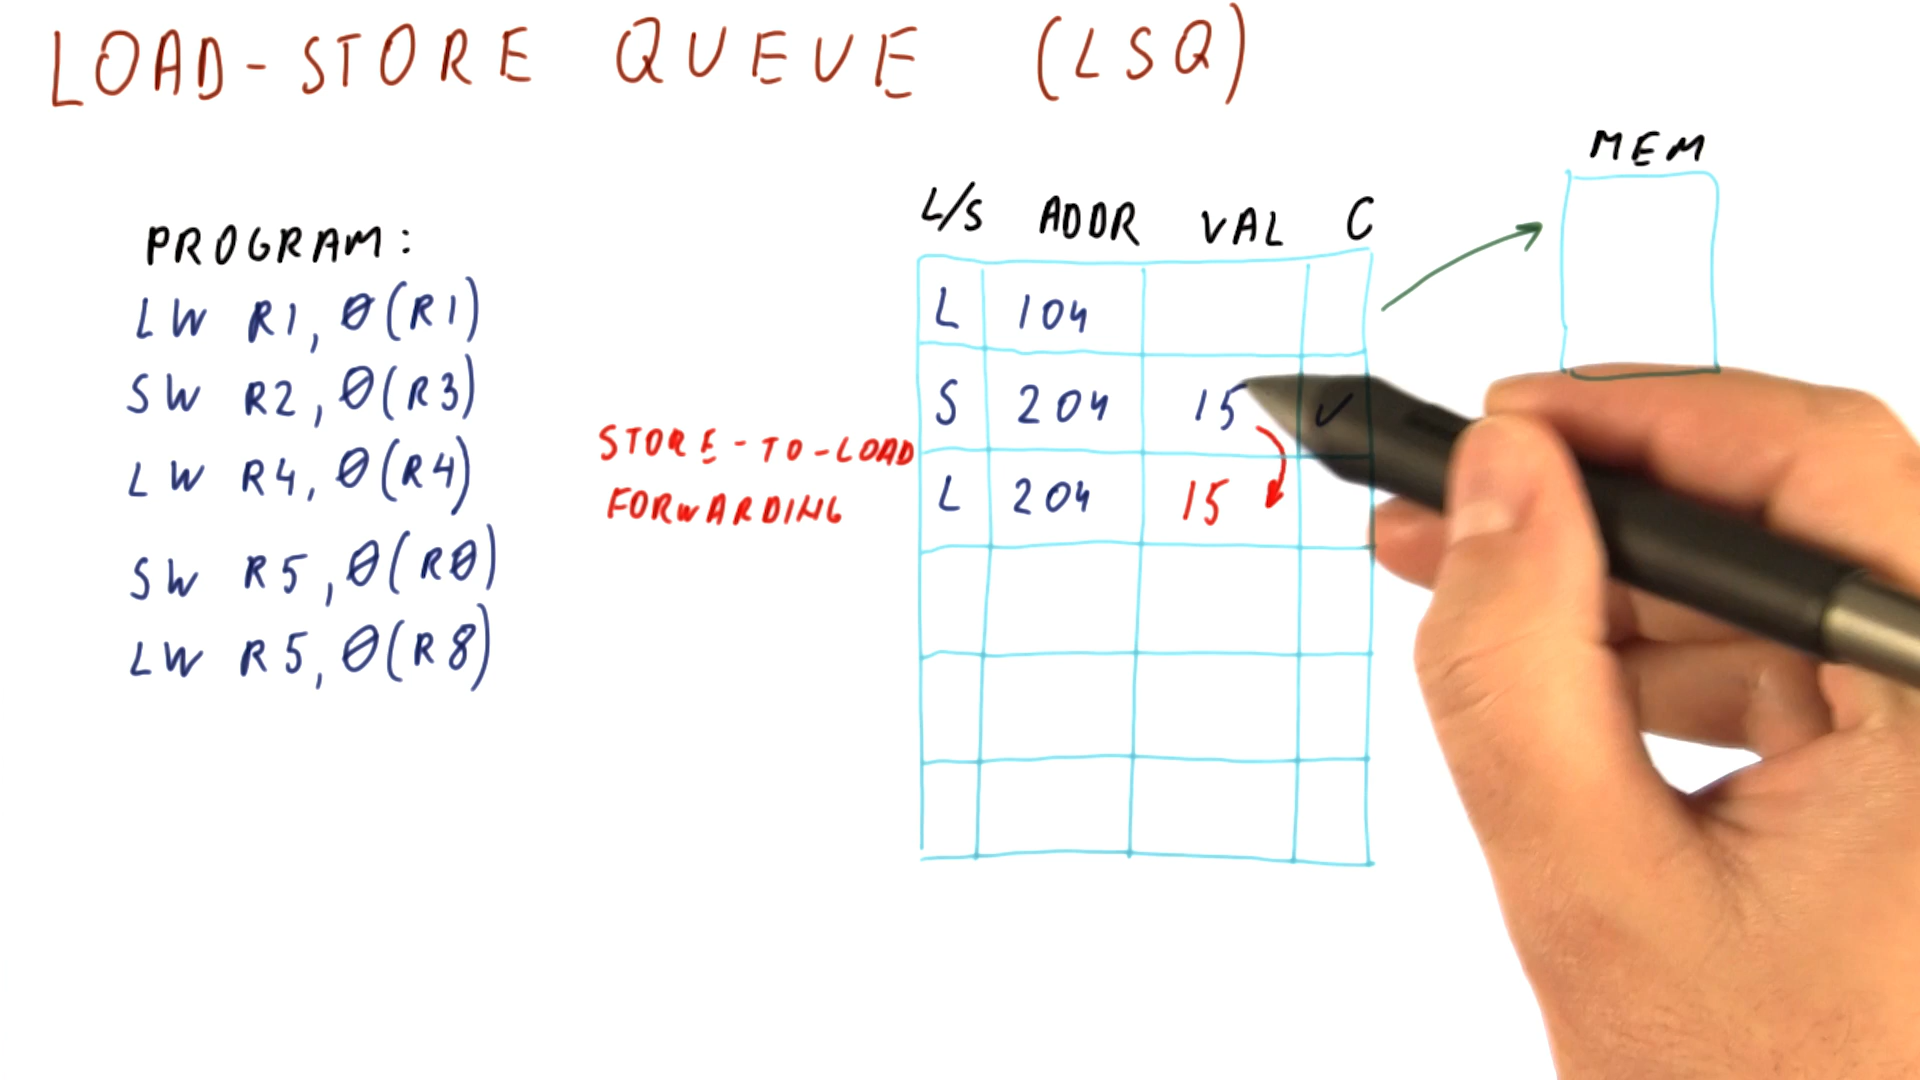 LOAD-STORE QUEUE (LSQ)
PROGRAM:
LW R1, 0(R1)
SW R2, 0(R3)
LW R4, 0(R4)
SW R5, 0(R0)
LW R5, 0(R8)
STORE-TO-LOAD
FORWARDING
L/S ADDR VAL C
L 104
S 204 15 ✓
L 204 15
MEM